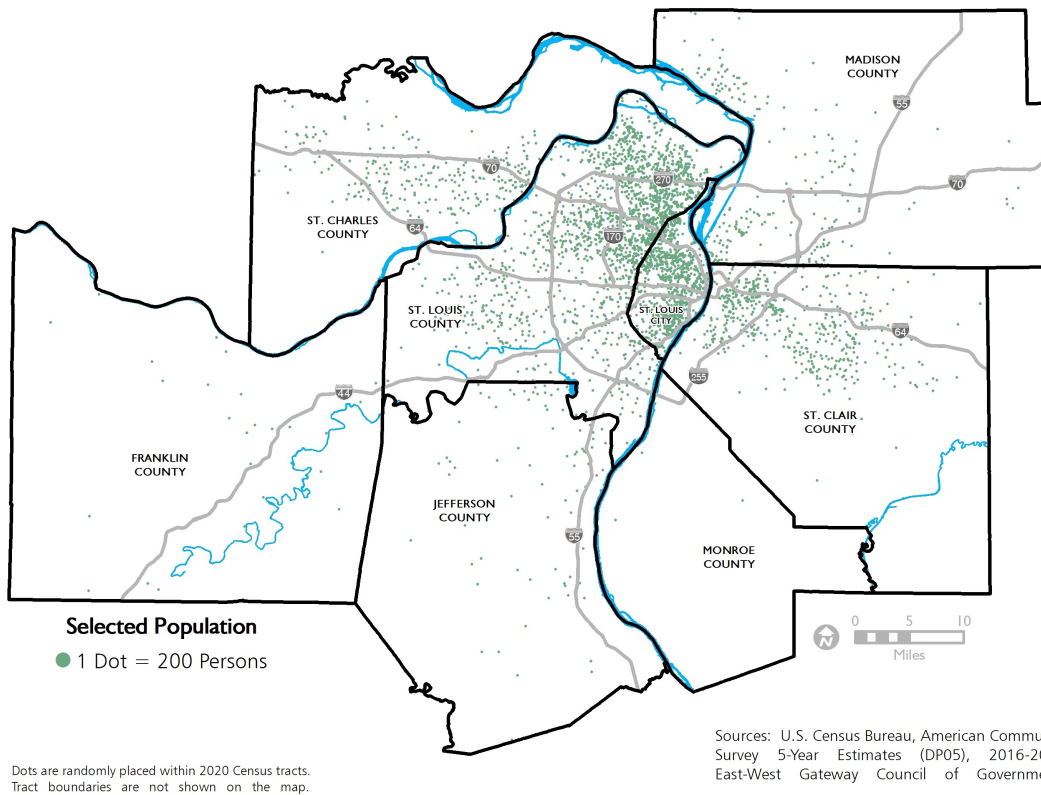 MADISON
COUNTY
55
70
70
270
ST. CHARLES
COUNTY
64
170
ST. LOUIS
COUNTY
ST. LOUIS
CITY
64
255
44
ST. CLAIR
COUNTY
FRANKLIN
COUNTY
JEFFERSON
COUNTY
55
MONROE
COUNTY
Selected Population
1 Dot = 200 Persons
N
0 5 10
Miles
Sources: U.S. Census Bureau, American Commu
Survey 5-Year Estimates (DP05), 2016-20
East-West Gateway Council of Governme
Dots are randomly placed within 2020 Census tracts.
Tract boundaries are not shown on the map.